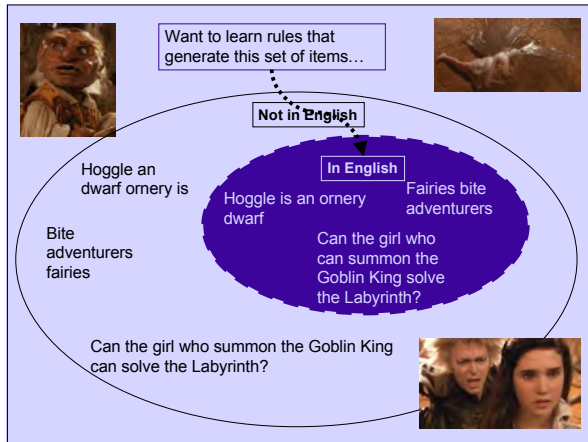 Want to learn rules that
generate this set of items…
Not in English
In English
Hoggle an
dwarf ornery is
Hoggle is an ornery
dwarf
Fairies bite
adventurers
Bite
adventurers
fairies
Can the girl who
can summon the
Goblin King solve
the Labyrinth?
Can the girl who summon the Goblin King
can solve the Labyrinth?